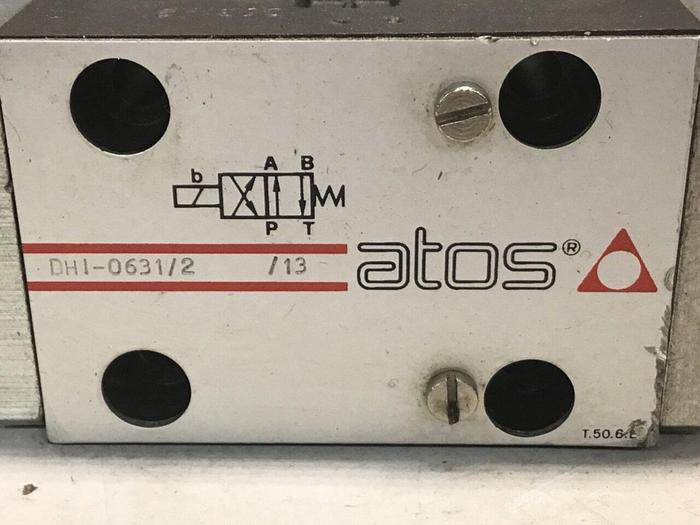 b A B
P T
DHI-0631/2 /13
atos®
T.50.6.